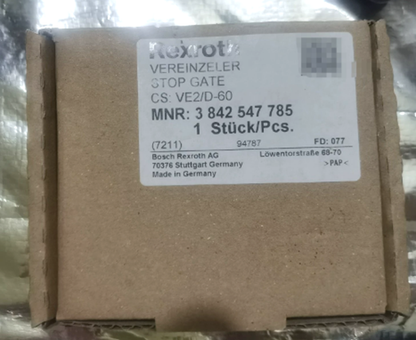 Rexroth
VEREINZELER
STOP GATE
CS: VE2/D-60
MNR: 3 842 547 785
1 Stück/Pcs.
(7211) 94787 FD: 077
Bosch Rexroth AG Löwentorstraße 68-70
70376 Stuttgart Germany >PAP<
Made in Germany